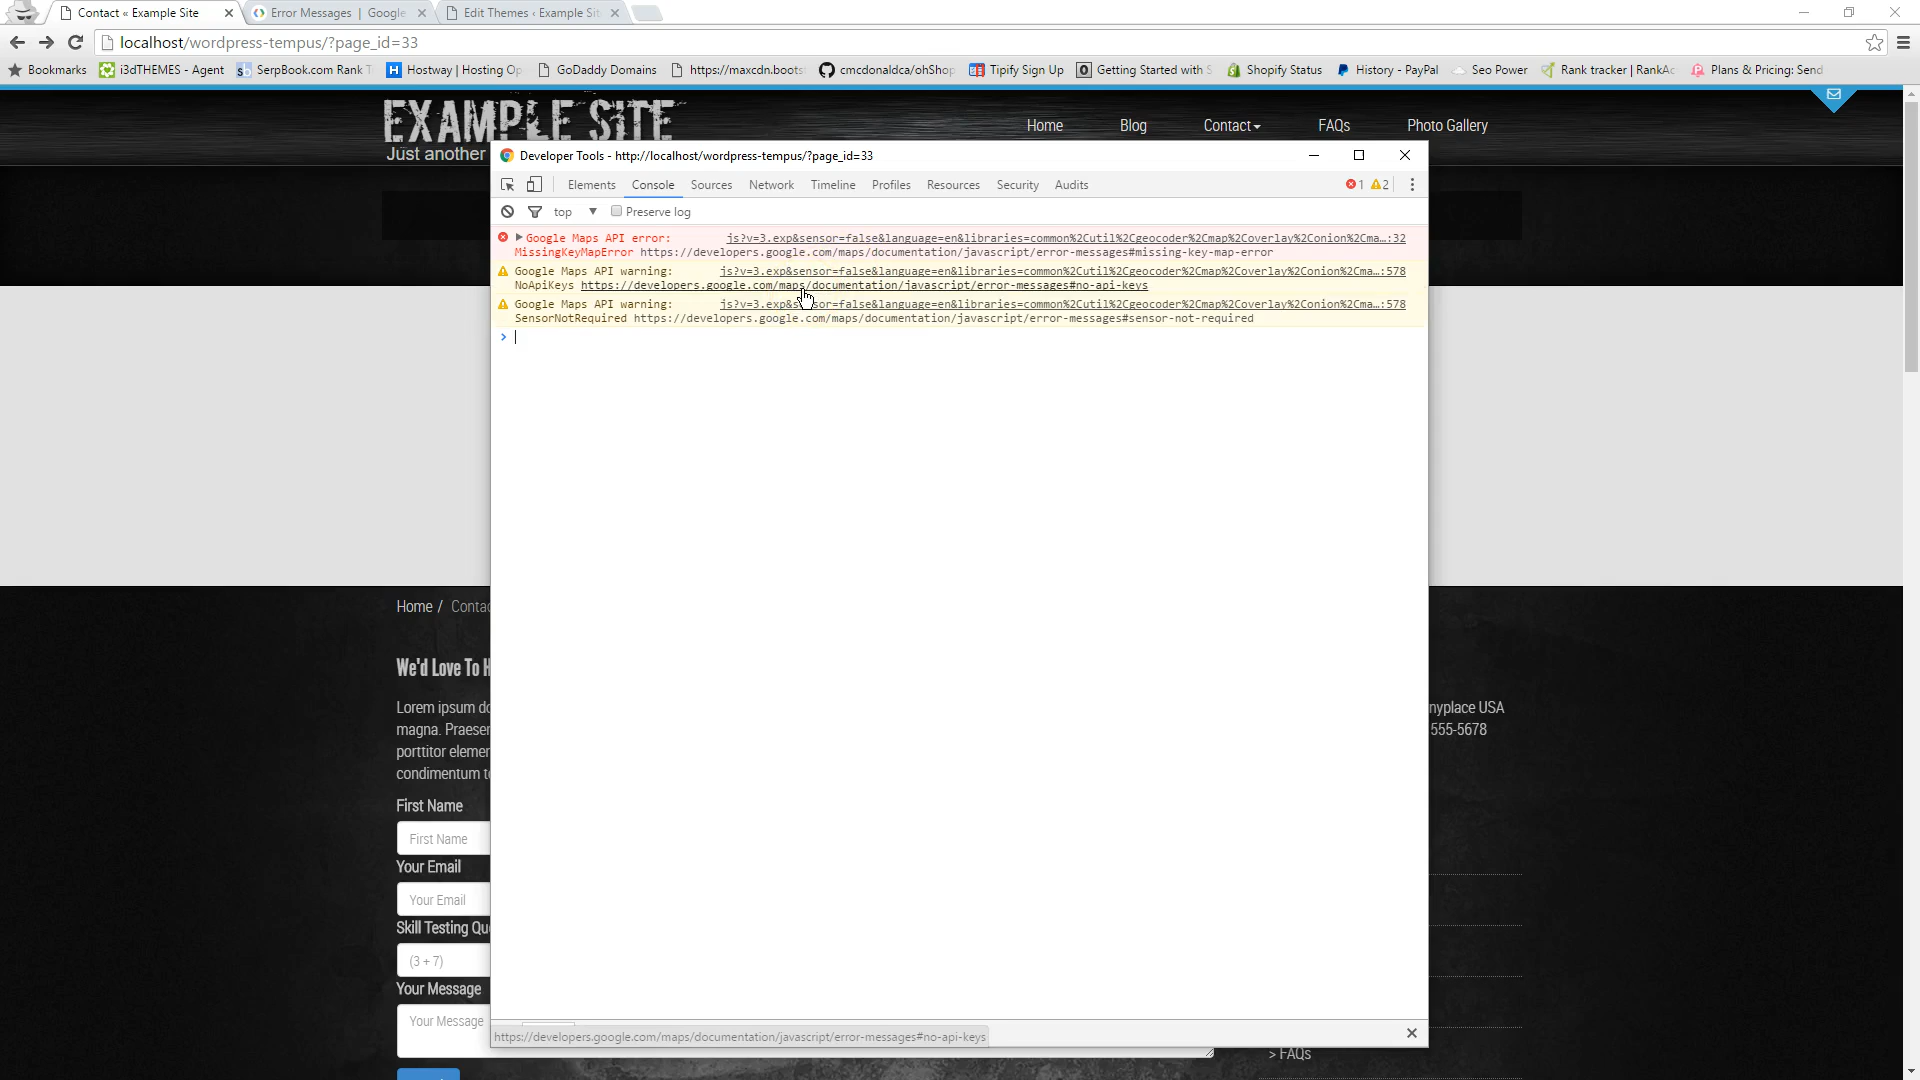 Contact « Example Site
Error Messages | Google
Edit Themes ‹ Example Sit
localhost/wordpress-tempus/?page_id=33
Bookmarks
i3dTHEMES - Agent
SerpBook.com Rank T
Hostway | Hosting Op
GoDaddy Domains
https://maxcdn.boots
cmcdonaldca/ohShop
Tipify Sign Up
Getting Started with S
Shopify Status
History - PayPal
Seo Power
Rank tracker | RankAc
Plans & Pricing: Send
EXAMPLE SITE
Just another
Home
Blog
Contact
FAQs
Photo Gallery
Developer Tools - http://localhost/wordpress-tempus/?page_id=33
Elements Console Sources Network Timeline Profiles Resources Security Audits
1 2
top
Preserve log
Google Maps API error: js?v=3.exp&sensor=false&language=en&libraries=common%2Cutil%2Cgeocoder%2Cmap%2Coverlay%2Conion%2Cma…:32
MissingKeyMapError https://developers.google.com/maps/documentation/javascript/error-messages#missing-key-map-error
Google Maps API warning: js?v=3.exp&sensor=false&language=en&libraries=common%2Cutil%2Cgeocoder%2Cmap%2Coverlay%2Conion%2Cma…:578
NoApiKeys https://developers.google.com/maps/documentation/javascript/error-messages#no-api-keys
Google Maps API warning: js?v=3.exp&sensor=false&language=en&libraries=common%2Cutil%2Cgeocoder%2Cmap%2Coverlay%2Conion%2Cma…:578
SensorNotRequired https://developers.google.com/maps/documentation/javascript/error-messages#sensor-not-required
Home / Contac
We'd Love To H
Lorem ipsum do
magna. Praeser
porttitor elemer
condimentum te
nyplace USA
555-5678
First Name
First Name
Your Email
Your Email
Skill Testing Qu
(3 + 7)
Your Message
Your Message
https://developers.google.com/maps/documentation/javascript/error-messages#no-api-keys
> FAQs